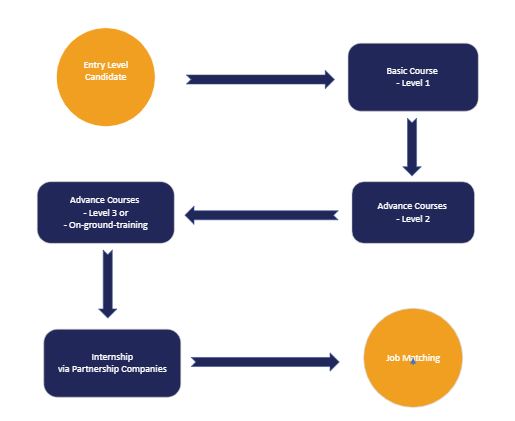 Entry Level
Candidate
Basic Course
- Level 1
Advance Courses
- Level 2
Advance Courses
- Level 3 or
- On-ground-training
Internship
via Partnership Companies
Job Matching